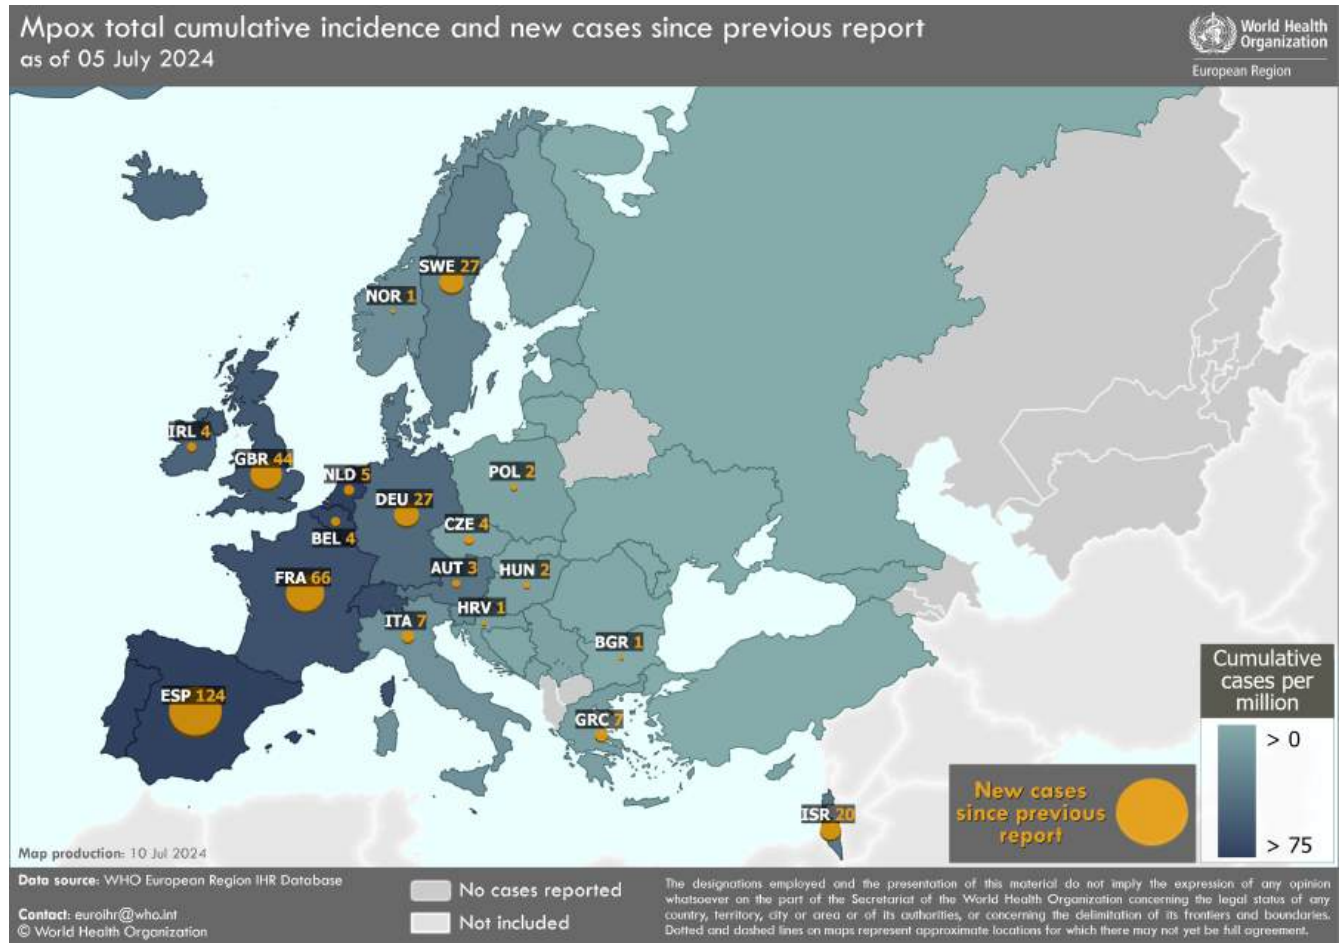 Mpox total cumulative incidence and new cases since previous report
as of 05 July 2024
World Health
Organization
European Region
SWE 27
NOR 1
IRL 4
GBR 44
NLD 5
POL 2
DEU 27
CZE 4
BEL 4
AUT 3
HUN 2
FRA 66
HRV 1
ITA 7
BGR 1
ESP 124
GRC 7
ISR 20
Cumulative
cases per
million
> 0
> 75
New cases
since previous
report
Map production: 10 Jul 2024
Data source: WHO European Region IHR Database
Contact: euroihr@who.int
© World Health Organization
No cases reported
Not included
The designations employed and the presentation of this material do not imply the expression of any opinion
whatsoever on the part of the Secretariat of the World Health Organization concerning the legal status of any
country, territory, city or area or of its authorities, or concerning the delimitation of its frontiers and boundaries.
Dotted and dashed lines on maps represent approximate locations for which there may not yet be full agreement.